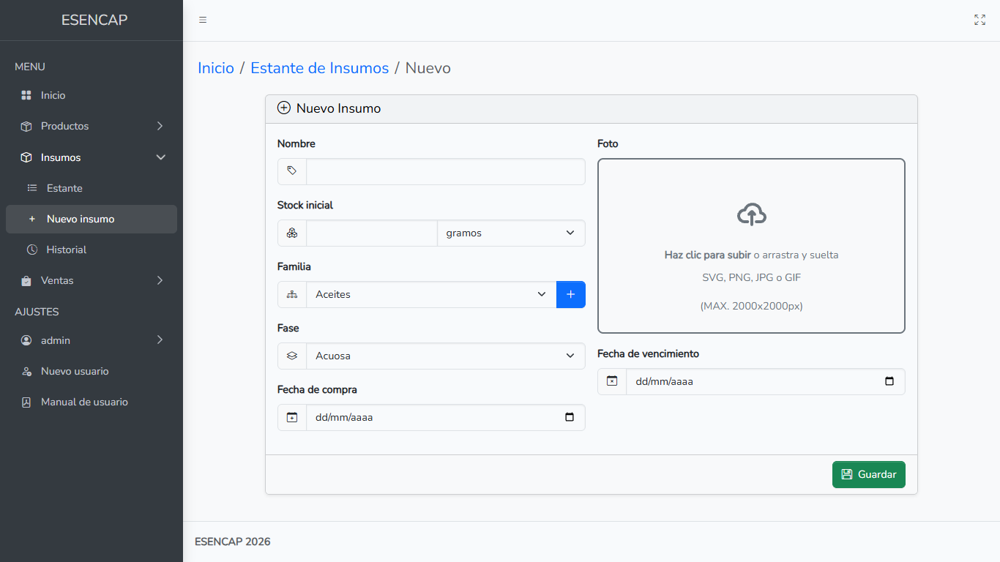 ESENCAP
MENU
Inicio
Productos
Insumos
Estante
Nuevo insumo
Historial
Ventas
AJUSTES
admin
Nuevo usuario
Manual de usuario
Inicio / Estante de Insumos / Nuevo
Nuevo Insumo
Nombre
Stock inicial
gramos
Familia
Aceites
Fase
Acuosa
Fecha de compra
dd/mm/aaaa
Foto
Haz clic para subir o arrastra y suelta
SVG, PNG, JPG o GIF
(MAX. 2000x2000px)
Fecha de vencimiento
dd/mm/aaaa
Guardar
ESENCAP 2026